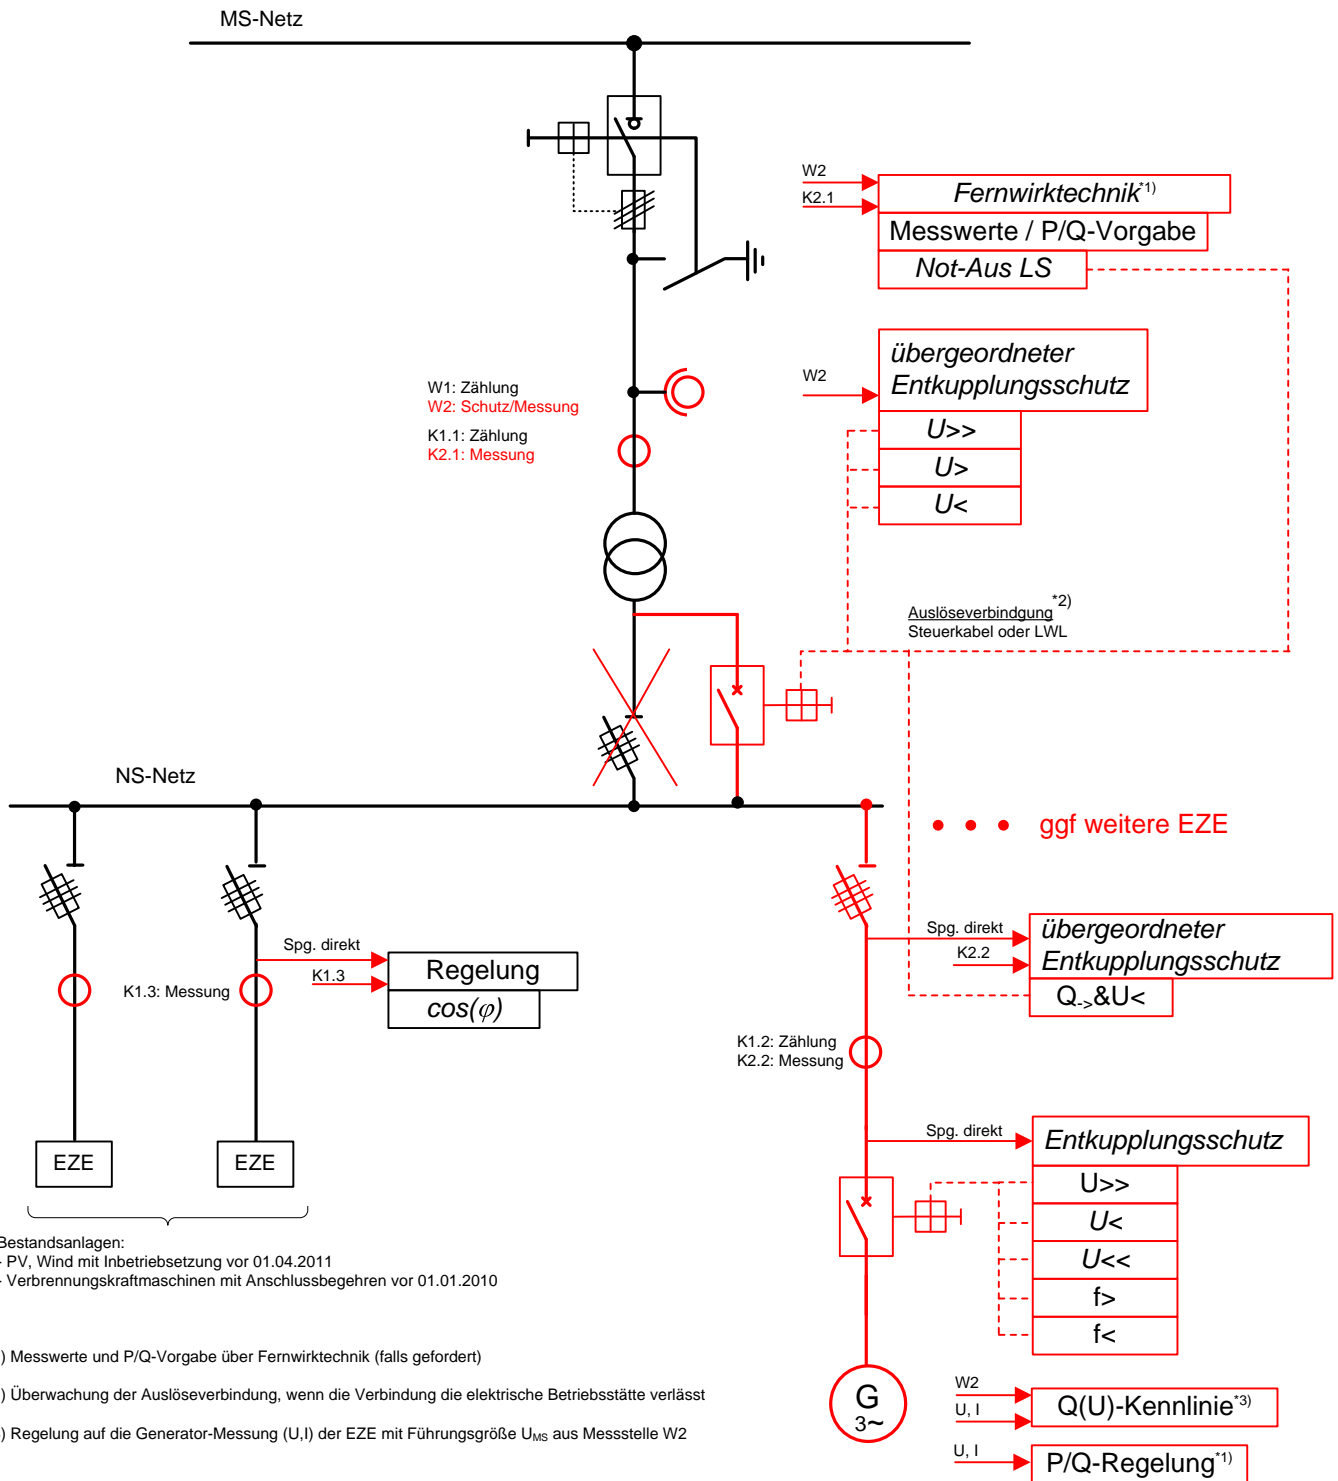 MS-Netz
W2
K2.1
Fernwirktechnik*1)
Messwerte / P/Q-Vorgabe
Not-Aus LS
W2
übergeordneter
Entkupplungsschutz
U>>
U>
U<
W1: Zählung
W2: Schutz/Messung
K1.1: Zählung
K2.1: Messung
Auslöseverbindgung*2)
Steuerkabel oder LWL
NS-Netz
ggf weitere EZE
Spg. direkt
K1.3
Regelung
cos(φ)
K1.3: Messung
Spg. direkt
K2.2
übergeordneter
Entkupplungsschutz
Q->&U<
K1.2: Zählung
K2.2: Messung
Spg. direkt
Entkupplungsschutz
U>>
U<
U<<
f>
f<
EZE
EZE
Bestandsanlagen:
- PV, Wind mit Inbetriebsetzung vor 01.04.2011
- Verbrennungskraftmaschinen mit Anschlussbegehren vor 01.01.2010
) Messwerte und P/Q-Vorgabe über Fernwirktechnik (falls gefordert)
) Überwachung der Auslöseverbindung, wenn die Verbindung die elektrische Betriebsstätte verlässt
) Regelung auf die Generator-Messung (U,I) der EZE mit Führungsgröße UMS aus Messstelle W2
G
3~
W2
U, I
Q(U)-Kennlinie*3)
U, I
P/Q-Regelung*1)